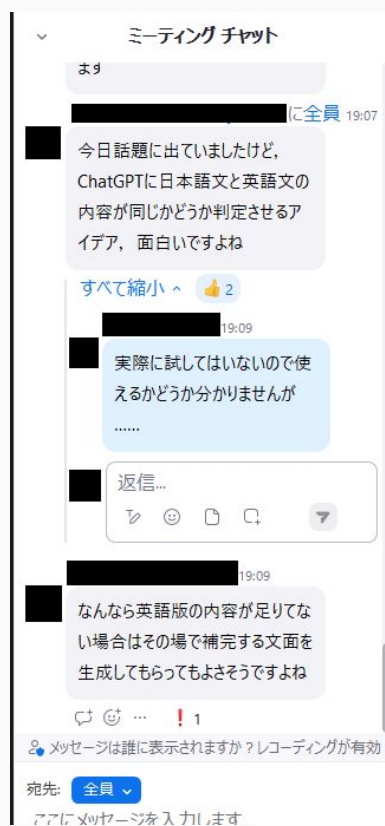 ミーティング チャット
ます
に全員 19:07
今日話題に出ていましたけど,
ChatGPTに日本語文と英語文の
内容が同じかどうか判定させるア
イデア, 面白いですよね
すべて縮小 2
19:09
実際に試してはいないので使
えるかどうか分かりませんが
......
返信...
19:09
なんなら英語版の内容が足りてな
い場合はその場で補完する文面を
生成してもらってもよさそうですよね
1
メッセージは誰に表示されますか?レコーディングが有効
宛先: 全員
ここにメッセージを入力します...